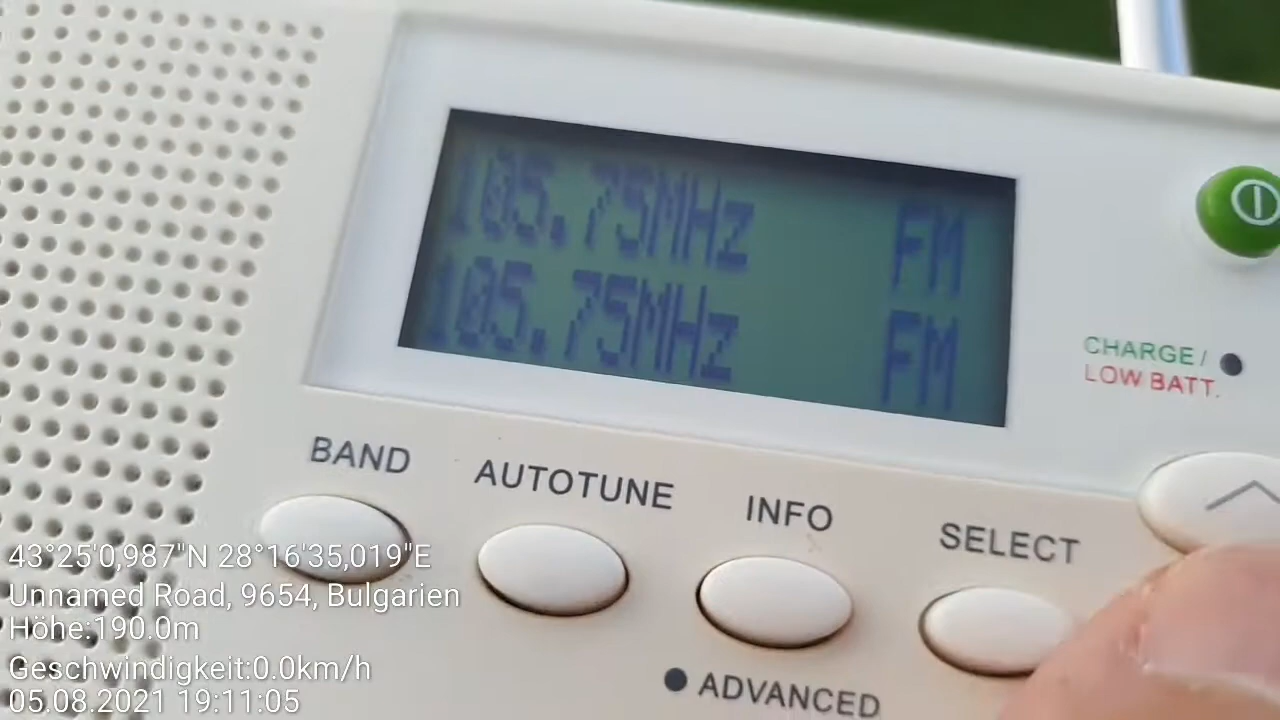 105.75MHz FM
105.75MHz FM
CHARGE /
LOW BATT.
BAND
AUTOTUNE
INFO
SELECT
ADVANCED
43°25'0,987"N 28°16'35,019"E
Unnamed Road, 9654, Bulgarien
Höhe:190.0m
Geschwindigkeit:0.0km/h
05.08.2021 19:11:05